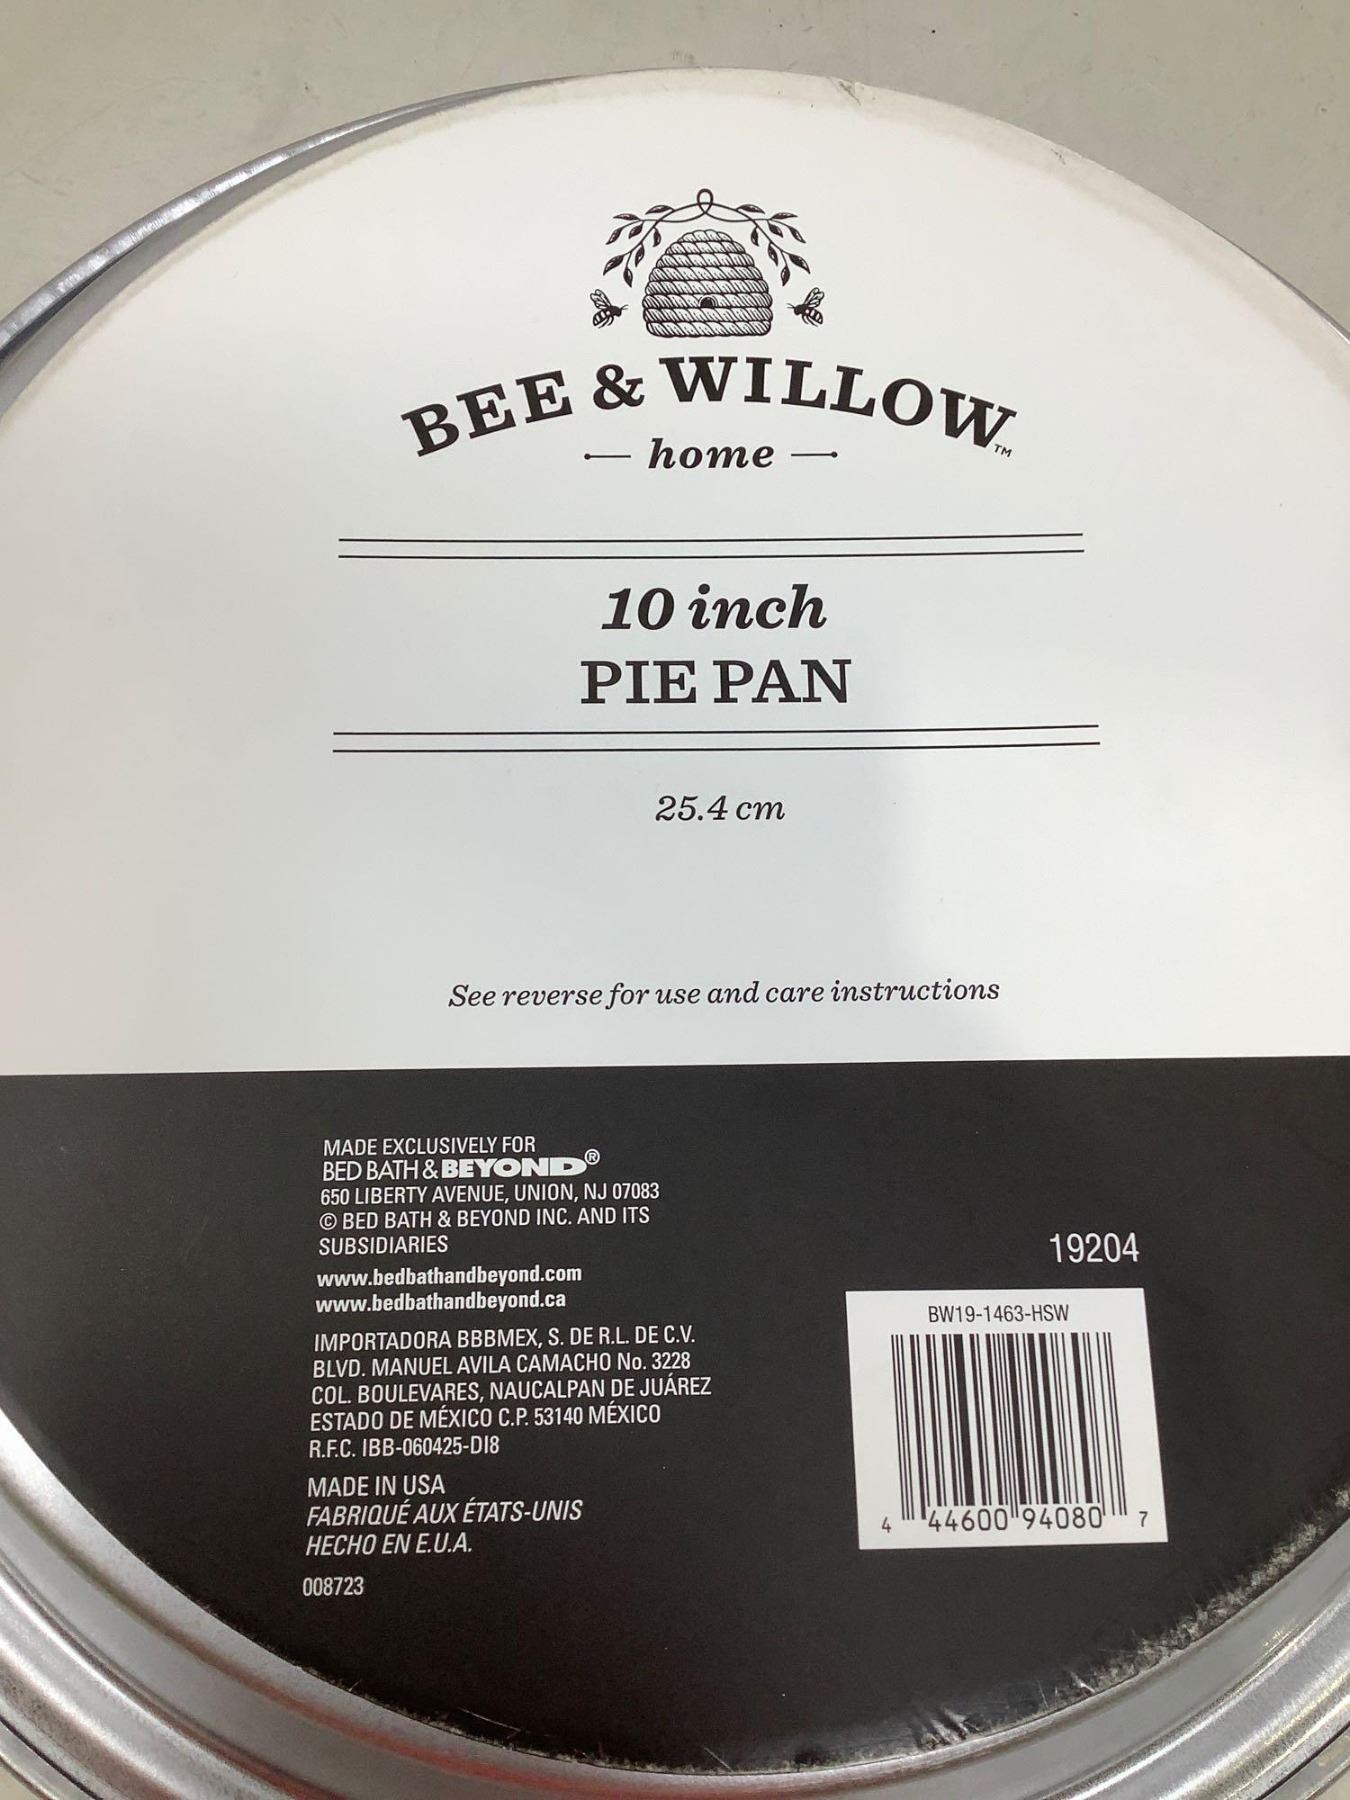 BEE & WILLOW™
home
10 inch
PIE PAN
25.4 cm
See reverse for use and care instructions
MADE EXCLUSIVELY FOR
BED BATH & BEYOND®
650 LIBERTY AVENUE, UNION, NJ 07083
© BED BATH & BEYOND INC. AND ITS
SUBSIDIARIES
www.bedbathandbeyond.com
www.bedbathandbeyond.ca
IMPORTADORA BBBMEX, S. DE R.L. DE C.V.
BLVD. MANUEL AVILA CAMACHO No. 3228
COL. BOULEVARES, NAUCALPAN DE JUÁREZ
ESTADO DE MÉXICO C.P. 53140 MÉXICO
R.F.C. IBB-060425-DI8
MADE IN USA
FABRIQUÉ AUX ÉTATS-UNIS
HECHO EN E.U.A.
008723
19204
BW19-1463-HSW
4 44600 94080 7